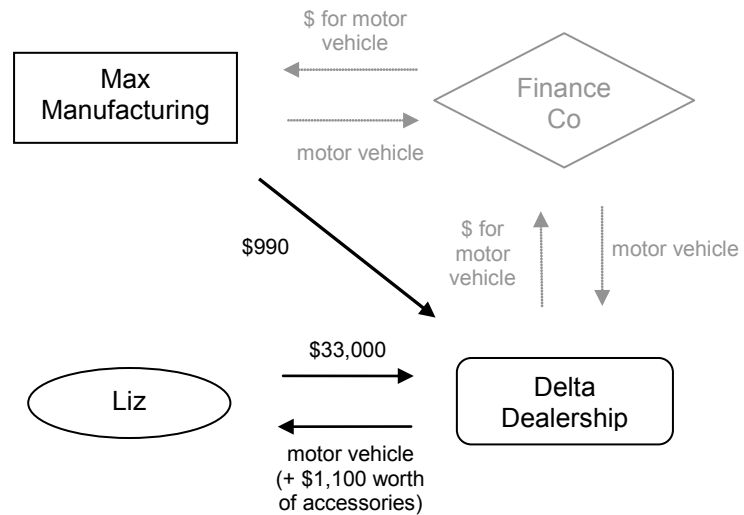 $ for motor
vehicle
Max
Manufacturing
Finance
Co
motor vehicle
$990
$ for
motor
vehicle
motor vehicle
$33,000
Liz
Delta
Dealership
motor vehicle
(+ $1,100 worth
of accessories)